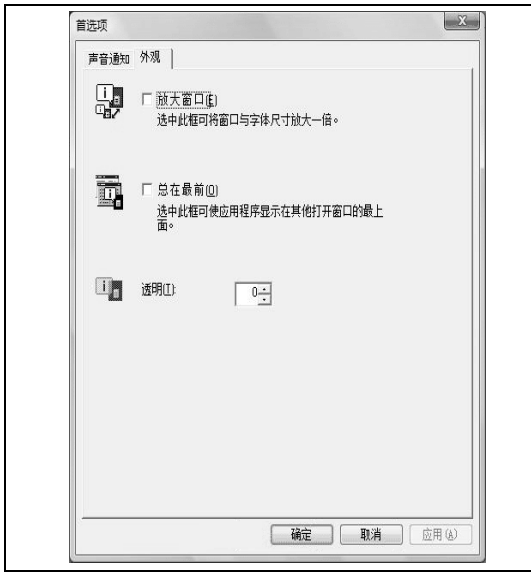 首选项
声音通知 外观
放大窗口(E)
选中此框可将窗口与字体尺寸放大一倍。
总在最前(O)
选中此框可使应用程序显示在其他打开窗口的最上
面。
透明(T): 0
确定 取消 应用(A)